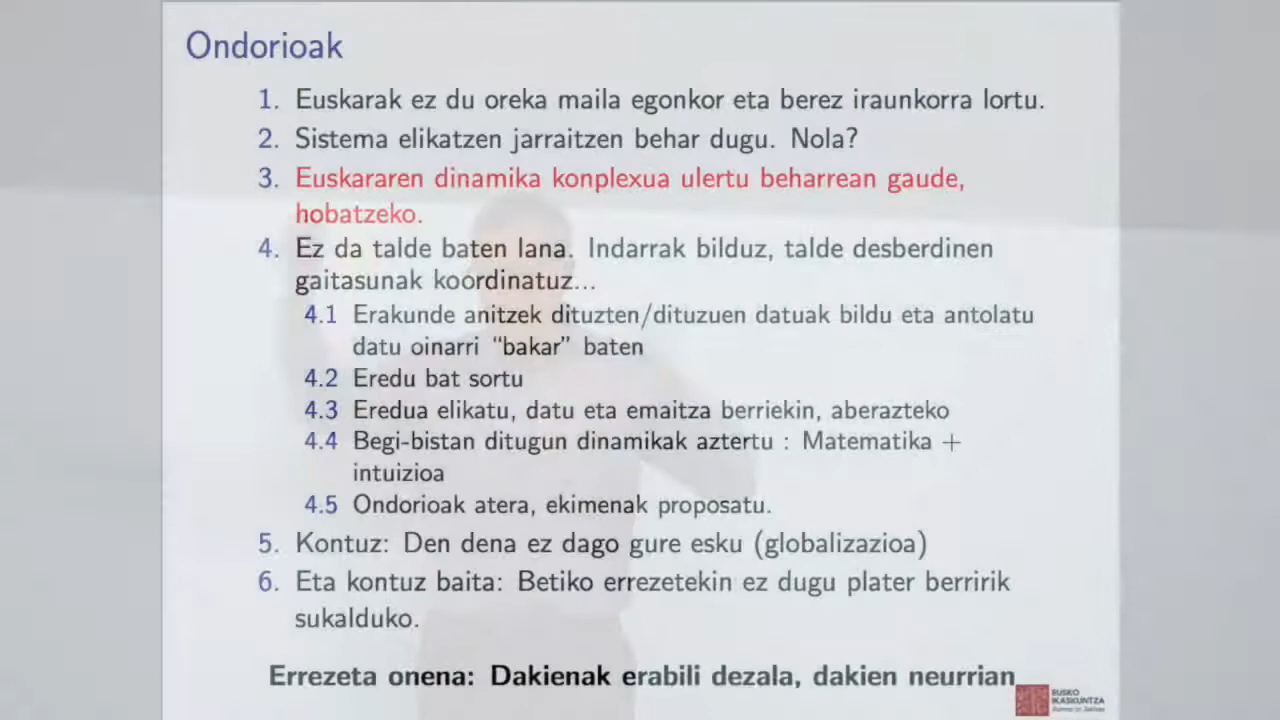 Ondorioak
1. Euskarak ez du oreka maila egonkor eta berez iraunkorra lortu.
2. Sistema elikatzen jarraitzen behar dugu. Nola?
3. Euskararen dinamika konplexua ulertu beharrean gaude,
hobatzeko.
4. Ez da talde baten lana. Indarrak bilduz, talde desberdinen
gaitasunak koordinatuz...
4.1 Erakunde anitzek dituzten/dituzuen datuak bildu eta antolatu
datu oinarri “bakar” baten
4.2 Eredu bat sortu
4.3 Eredua elikatu, datu eta emaitza berriekin, aberazteko
4.4 Begi-bistan ditugun dinamikak aztertu : Matematika +
intuizioa
4.5 Ondorioak atera, ekimenak proposatu.
5. Kontuz: Den dena ez dago gure esku (globalizazioa)
6. Eta kontuz baita: Betiko errezetekin ez dugu plater berririk
sukalduko.
Errezeta onena: Dakienak erabili dezala, dakien neurrian
EUSKO
IKASKUNTZA